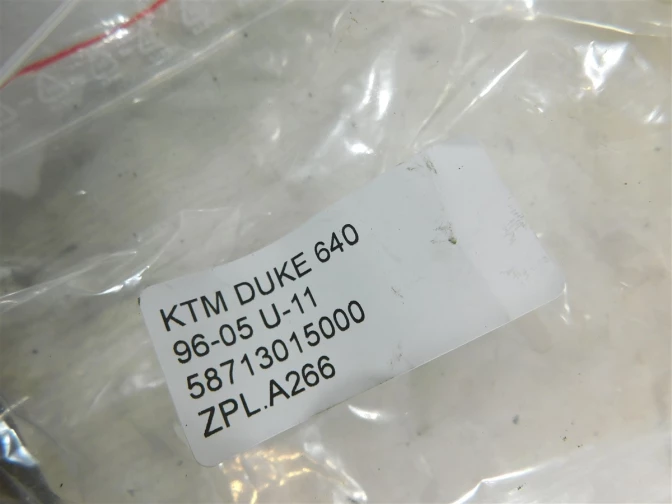 KTM DUKE 640
96-05 U-11
58713015000
ZPL.A266